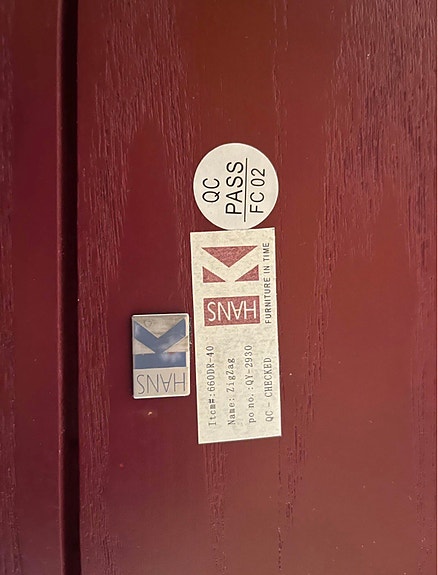 QC
PASS
FC 02
HANS K
FURNITURE IN TIME
Item#:660DR-40
Name: ZigZag
po no.:QY-2930
QC - CHECKED
HANS K